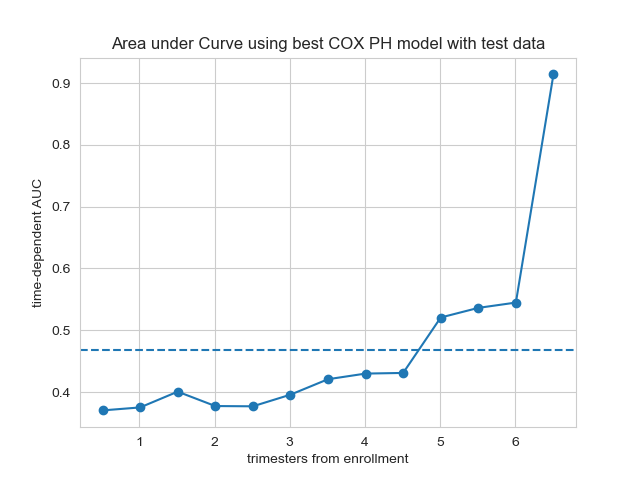 Area under Curve using best COX PH model with test data
time-dependent AUC
0.9
0.8
0.7
0.6
0.5
0.4
1 2 3 4 5 6
trimesters from enrollment